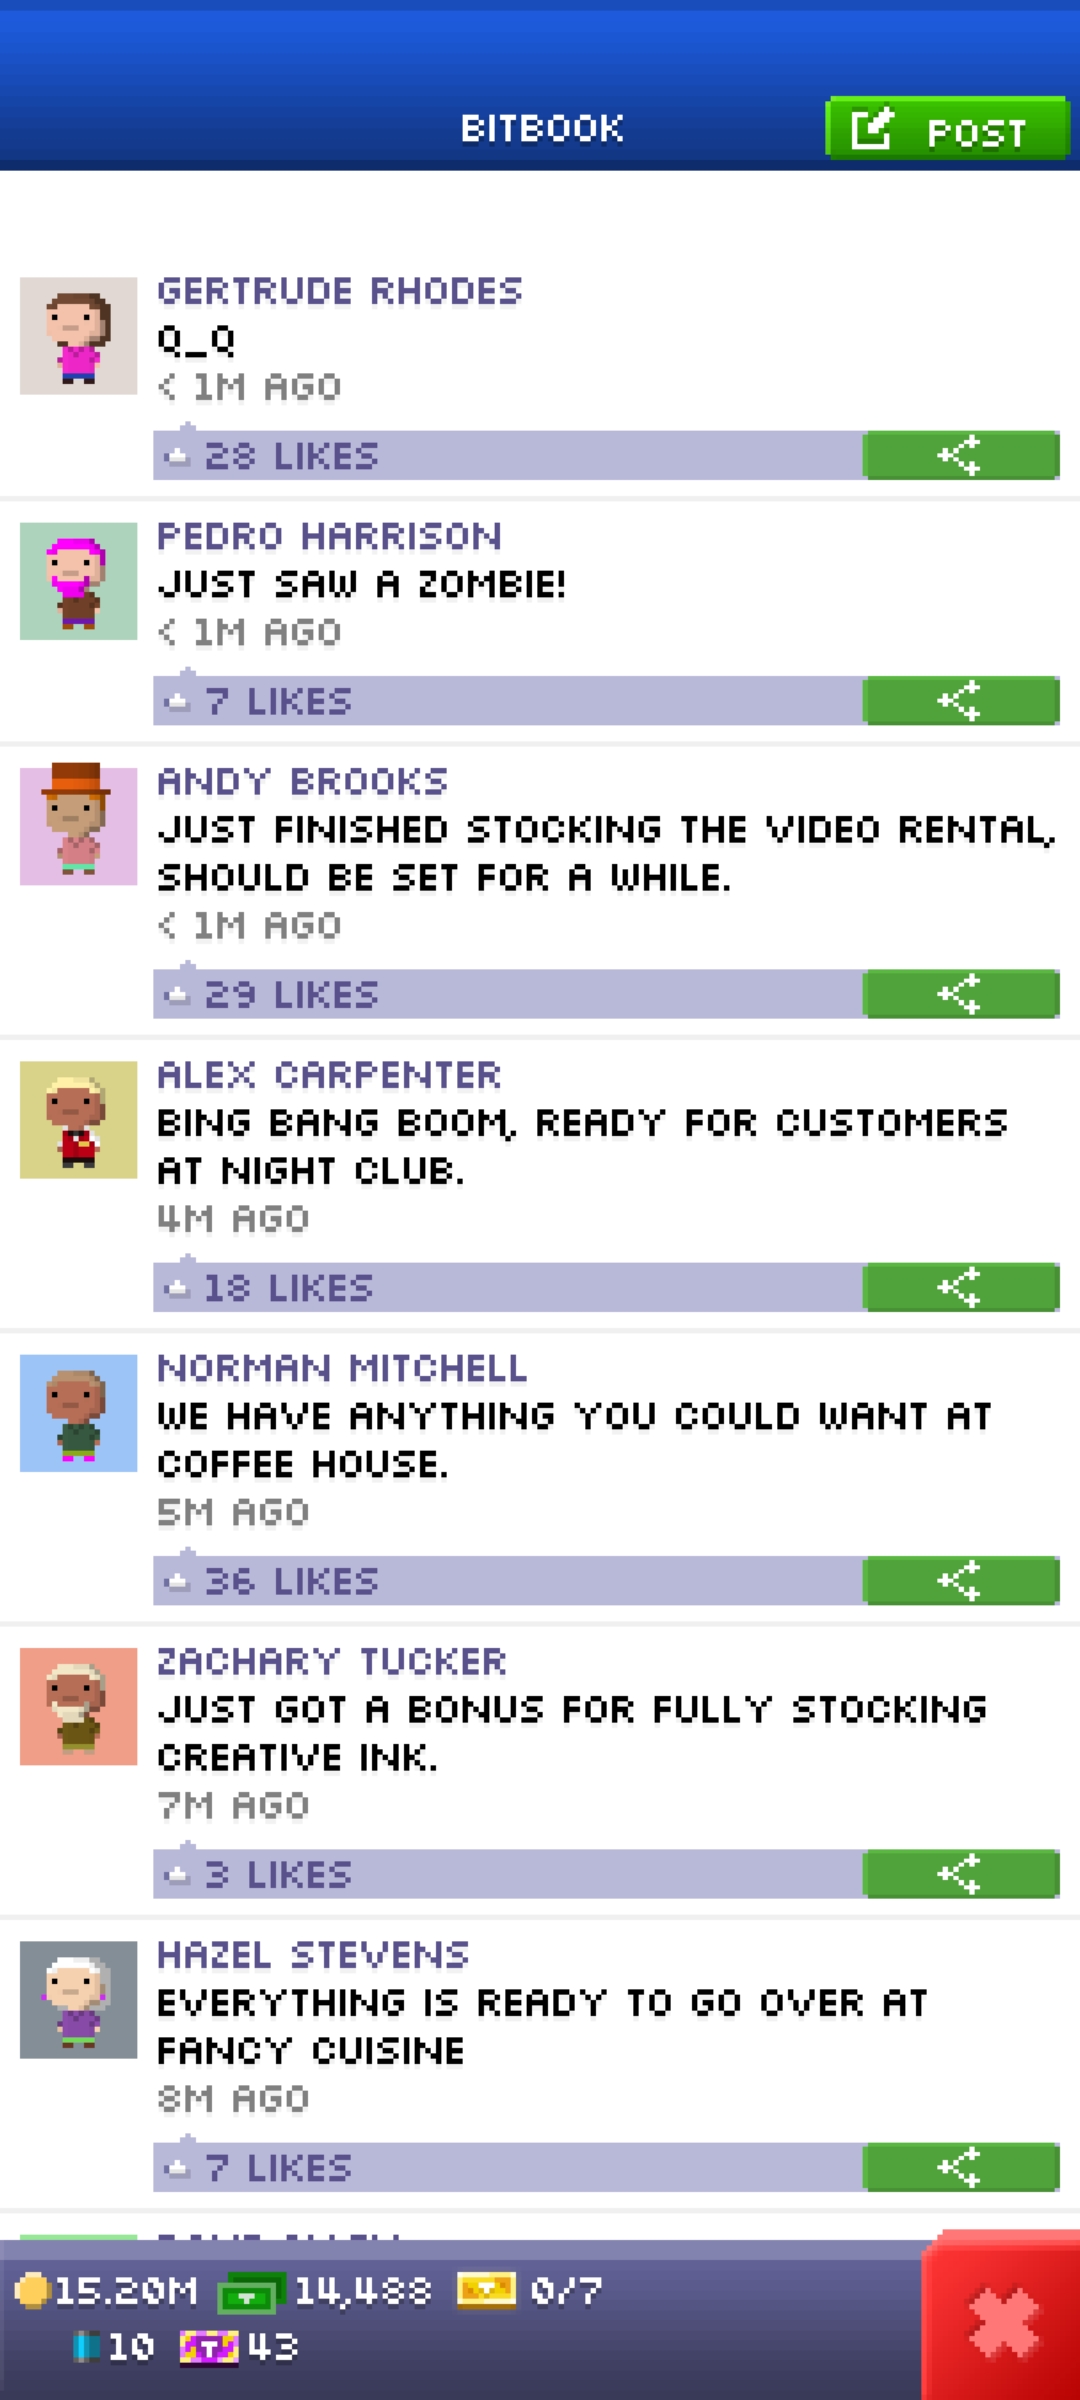 BITBOOK
POST
GERTRUDE RHODES
Q_Q
< 1M AGO
28 LIKES
PEDRO HARRISON
JUST SAW A ZOMBIE!
< 1M AGO
7 LIKES
ANDY BROOKS
JUST FINISHED STOCKING THE VIDEO RENTAL,
SHOULD BE SET FOR A WHILE.
< 1M AGO
29 LIKES
ALEX CARPENTER
BING BANG BOOM, READY FOR CUSTOMERS
AT NIGHT CLUB.
4M AGO
18 LIKES
NORMAN MITCHELL
WE HAVE ANYTHING YOU COULD WANT AT
COFFEE HOUSE.
5M AGO
36 LIKES
ZACHARY TUCKER
JUST GOT A BONUS FOR FULLY STOCKING
CREATIVE INK.
7M AGO
3 LIKES
HAZEL STEVENS
EVERYTHING IS READY TO GO OVER AT
FANCY CUISINE
8M AGO
7 LIKES
15.20M 14,488 0/7
10 T 43